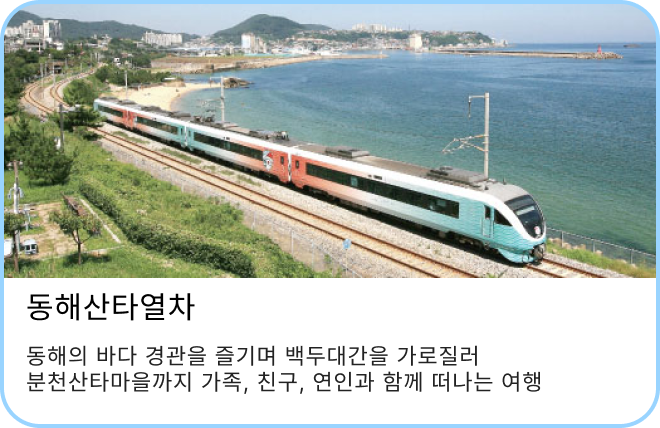 동해산타열차
동해의 바다 경관을 즐기며 백두대간을 가로질러
분천산타마을까지 가족, 친구, 연인과 함께 떠나는 여행